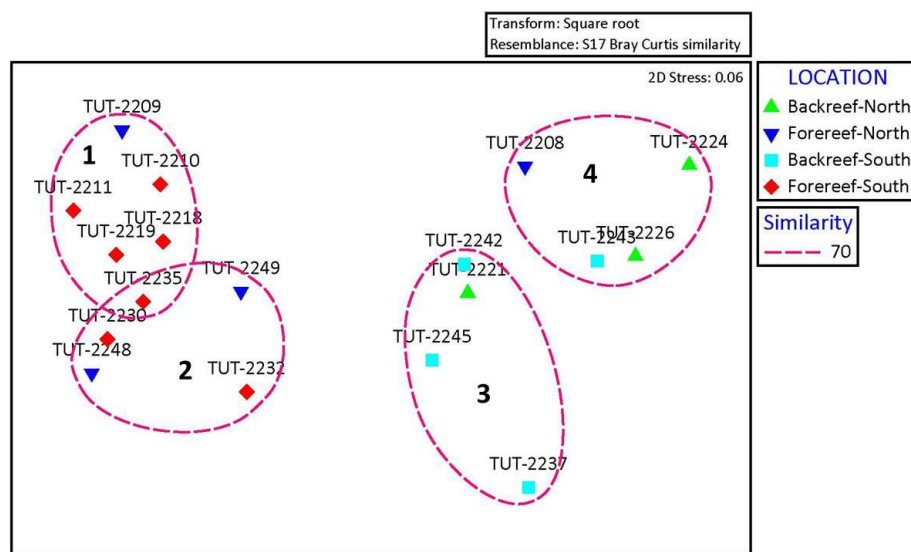 Transform: Square root
Resemblance: S17 Bray Curtis similarity
2D Stress: 0.06
LOCATION
Backreef-North
Forereef-North
Backreef-South
Forereef-South
Similarity
70
TUT-2209
1
TUT-2210
TUT-2211
TUT-2218
TUT-2219
TUT-2235
TUT-2249
TUT-2230
TUT-2248
2
TUT-2232
TUT-2208
TUT-2224
4
TUT-2243
TUT-2226
TUT-2242
TUT-2221
TUT-2245
3
TUT-2237